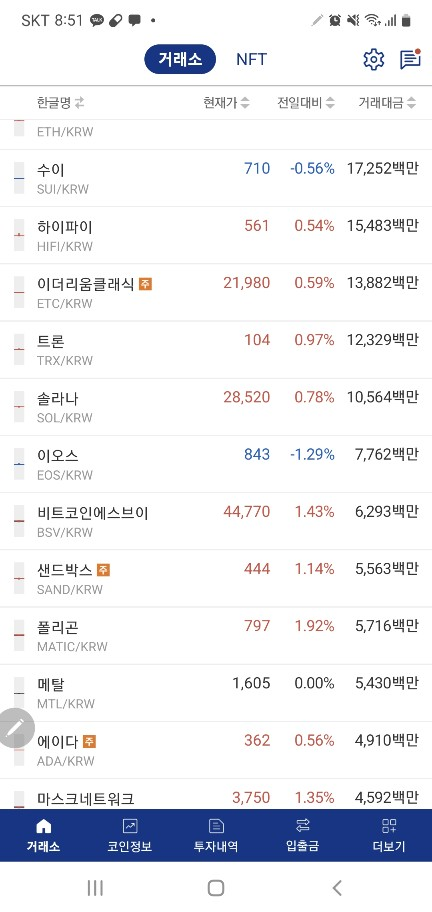 SKT 8:51 TALK
거래소 NFT
한글명 현재가 전일대비 거래대금
ETH/KRW
수이 710 -0.56% 17,252백만
SUI/KRW
하이파이 561 0.54% 15,483백만
HIFI/KRW
이더리움클래식 주 21,980 0.59% 13,882백만
ETC/KRW
트론 104 0.97% 12,329백만
TRX/KRW
솔라나 28,520 0.78% 10,564백만
SOL/KRW
이오스 843 -1.29% 7,762백만
EOS/KRW
비트코인에스브이 44,770 1.43% 6,293백만
BSV/KRW
샌드박스 주 444 1.14% 5,563백만
SAND/KRW
폴리곤 797 1.92% 5,716백만
MATIC/KRW
메탈 1,605 0.00% 5,430백만
MTL/KRW
에이다 주 362 0.56% 4,910백만
ADA/KRW
마스크네트워크 3,750 1.35% 4,592백만
거래소 코인정보 투자내역 입출금 더보기